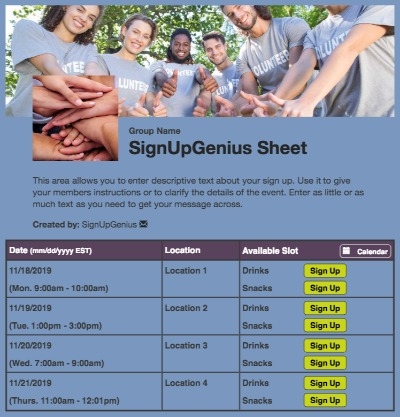 VOLUNTEER
VOLUNTEER
Group Name
SignUpGenius Sheet
This area allows you to enter descriptive text about your sign up. Use it to give
your members instructions or to clarify the details of the event. Enter as little or as
much text as you need to get your message across.
Created by: SignUpGenius
Date (mm/dd/yyyy EST) Location Available Slot Calendar
11/18/2019 Location 1 Drinks Sign Up
(Mon. 9:00am - 10:00am) Snacks Sign Up
11/19/2019 Location 2 Drinks Sign Up
(Tue. 1:00pm - 3:00pm) Snacks Sign Up
11/20/2019 Location 3 Drinks Sign Up
(Wed. 7:00am - 9:00am) Snacks Sign Up
11/21/2019 Location 4 Drinks Sign Up
(Thurs. 11:00am - 12:01pm) Snacks Sign Up